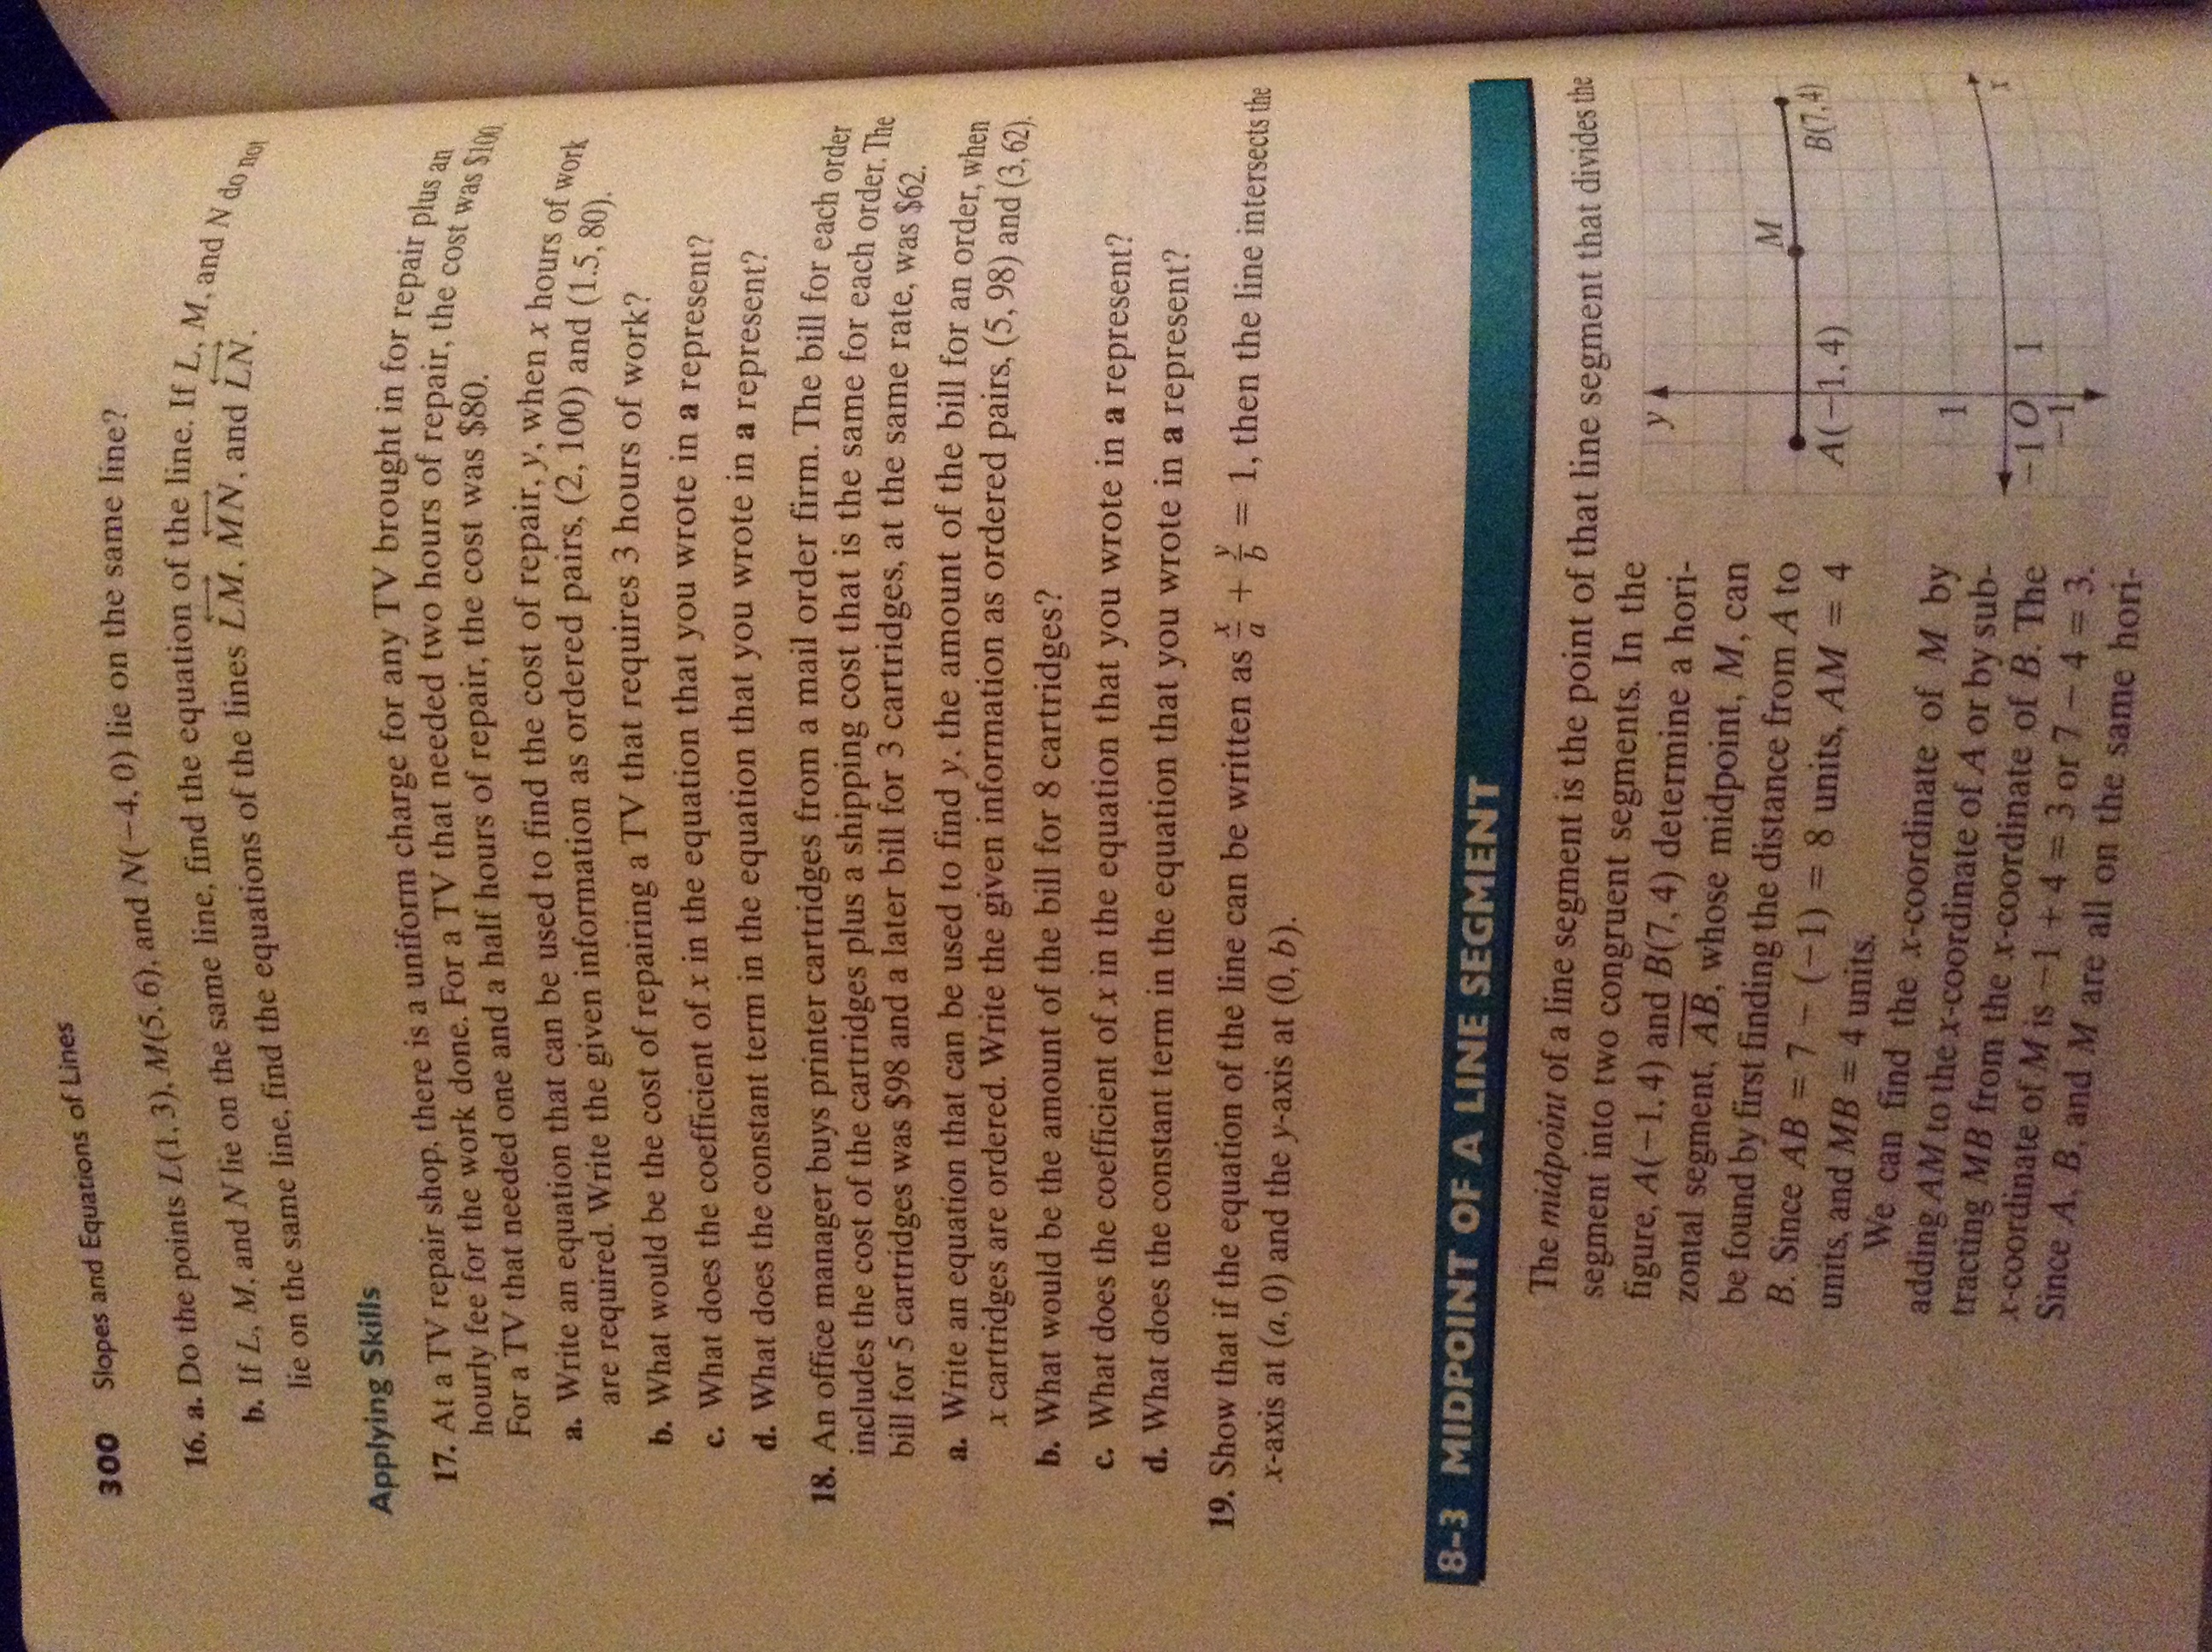 300 Slopes and Equations of Lines
16. a. Do the points L(1, 3), M(5, 6), and N(−4, 0) lie on the same line?
b. If L, M, and N lie on the same line, find the equation of the line. If L, M, and N do not
lie on the same line, find the equations of the lines LM, MN, and LN.
Applying Skills
17. At a TV repair shop, there is a uniform charge for any TV brought in for repair plus an
hourly fee for the work done. For a TV that needed two hours of repair, the cost was $100.
For a TV that needed one and a half hours of repair, the cost was $80.
a. Write an equation that can be used to find the cost of repair, y, when x hours of work
are required. Write the given information as ordered pairs, (2, 100) and (1.5, 80).
b. What would be the cost of repairing a TV that requires 3 hours of work?
c. What does the coefficient of x in the equation that you wrote in a represent?
d. What does the constant term in the equation that you wrote in a represent?
18. An office manager buys printer cartridges from a mail order firm. The bill for each order
includes the cost of the cartridges plus a shipping cost that is the same for each order. The
bill for 5 cartridges was $98 and a later bill for 3 cartridges, at the same rate, was $62.
a. Write an equation that can be used to find y, the amount of the bill for an order, when
x cartridges are ordered. Write the given information as ordered pairs, (5, 98) and (3, 62).
b. What would be the amount of the bill for 8 cartridges?
c. What does the coefficient of x in the equation that you wrote in a represent?
d. What does the constant term in the equation that you wrote in a represent?
19. Show that if the equation of the line can be written as x/a + y/b = 1, then the line intersects the
x-axis at (a, 0) and the y-axis at (0, b).
8-3 MIDPOINT OF A LINE SEGMENT
The midpoint of a line segment is the point of that line segment that divides the
segment into two congruent segments. In the
figure, A(−1, 4) and B(7, 4) determine a hori-
zontal segment, AB, whose midpoint, M, can
be found by first finding the distance from A to
B. Since AB = 7 − (−1) = 8 units, AM = 4
units, and MB = 4 units.
We can find the x-coordinate of M by
adding AM to the x-coordinate of A or by sub-
tracting MB from the x-coordinate of B. The
x-coordinate of M is −1 + 4 = 3 or 7 − 4 = 3.
Since A, B, and M are all on the same hori-
y
M
A(−1, 4)
B(7, 4)
1
x
−1 O 1
−1